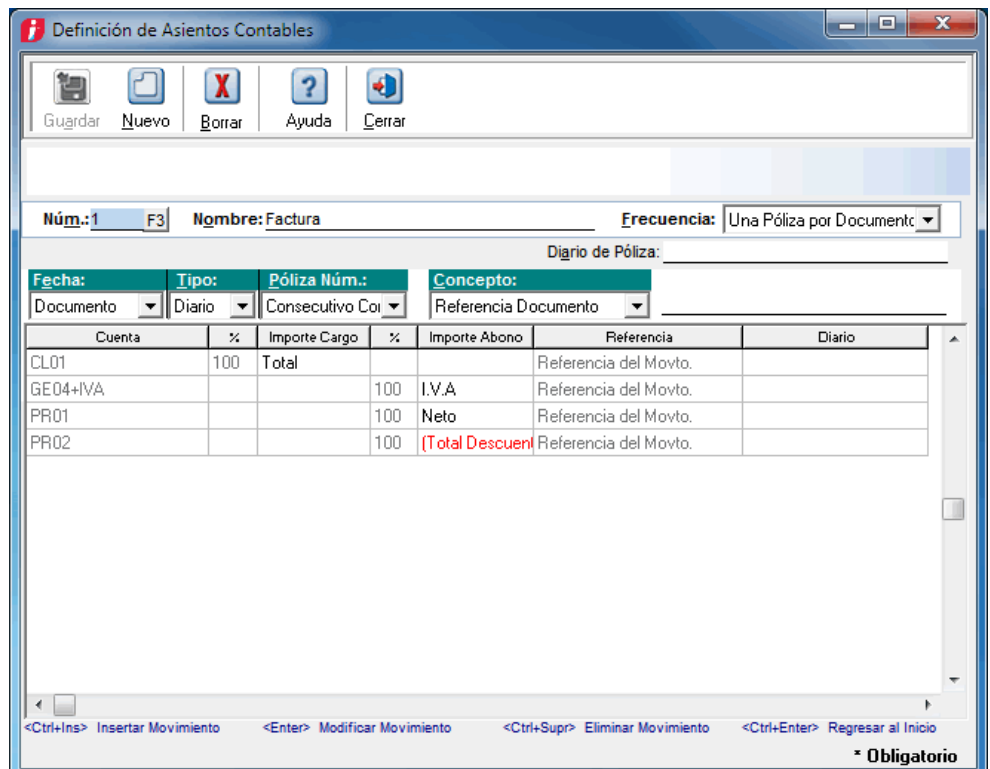 Definición de Asientos Contables
Guardar Nuevo Borrar Ayuda Cerrar
Núm.: 1 F3 Nombre: Factura Frecuencia: Una Póliza por Documento
Diario de Póliza:
Fecha: Tipo: Póliza Núm.: Concepto:
Documento Diario Consecutivo Co Referencia Documento
Cuenta % Importe Cargo % Importe Abono Referencia Diario
CL01 100 Total Referencia del Movto.
GE04+IVA 100 I.V.A Referencia del Movto.
PR01 100 Neto Referencia del Movto.
PR02 100 (Total Descuent Referencia del Movto.
<Ctrl+Ins> Insertar Movimiento <Enter> Modificar Movimiento <Ctrl+Supr> Eliminar Movimiento <Ctrl+Enter> Regresar al Inicio
* Obligatorio